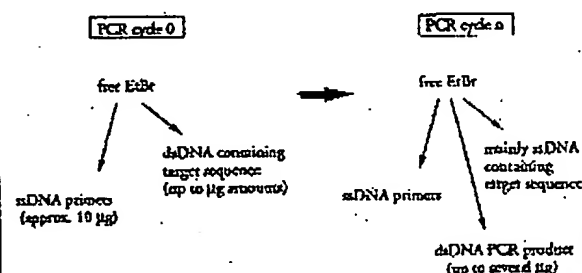 PCR cycle 0
free EtBr
dsDNA containing
target sequence
(up to µg amounts)
ssDNA primers
(approx. 10 µg)
PCR cycle n
free EtBr
mainly ssDNA
containing
target sequence
ssDNA primers
dsDNA PCR product
(up to several µg)